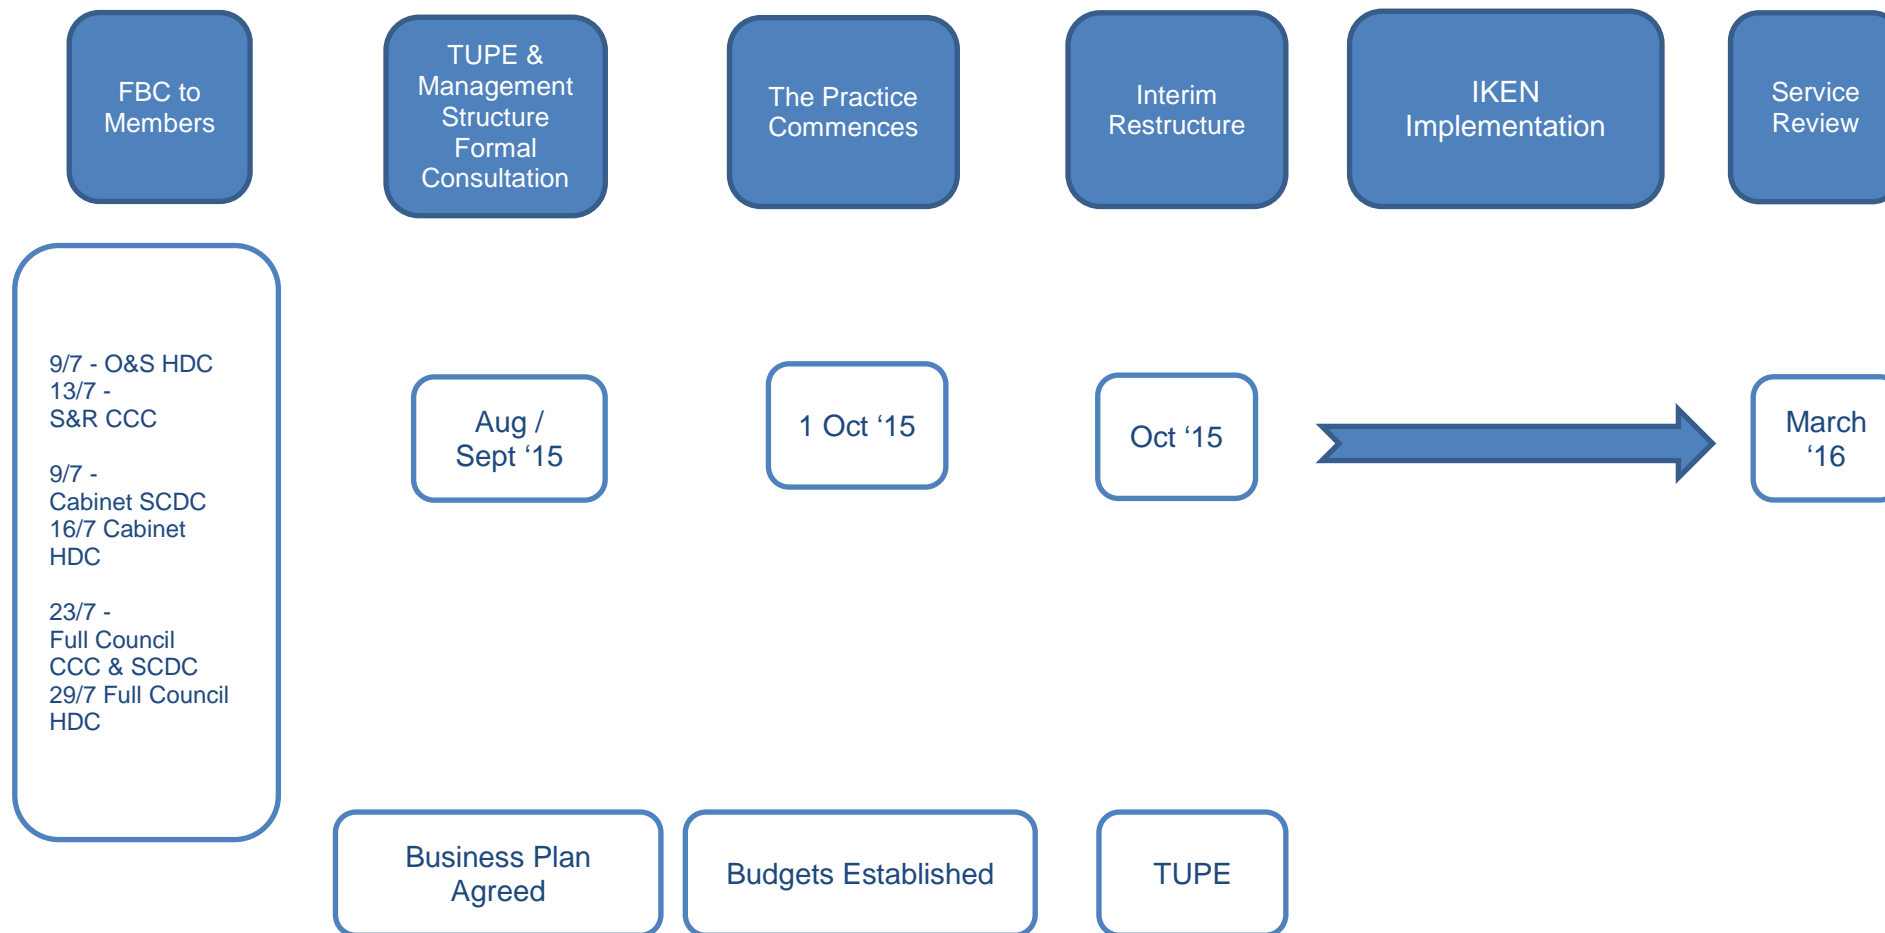 FBC to
Members
TUPE &
Management
Structure
Formal
Consultation
The Practice
Commences
Interim
Restructure
IKEN
Implementation
Service
Review
9/7 - O&S HDC
13/7 -
S&R CCC
9/7 -
Cabinet SCDC
16/7 Cabinet
HDC
23/7 -
Full Council
CCC & SCDC
29/7 Full Council
HDC
Aug /
Sept ‘15
1 Oct ‘15
Oct ‘15
March
‘16
Business Plan
Agreed
Budgets Established
TUPE